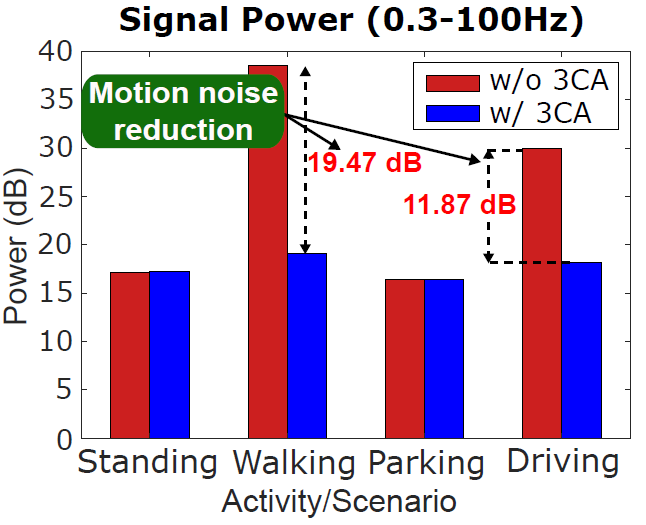 Signal Power (0.3-100Hz)
40
35
30
25
20
15
10
5
0
Power (dB)
Motion noise
reduction
w/o 3CA
w/ 3CA
19.47 dB
11.87 dB
Standing Walking Parking Driving
Activity/Scenario